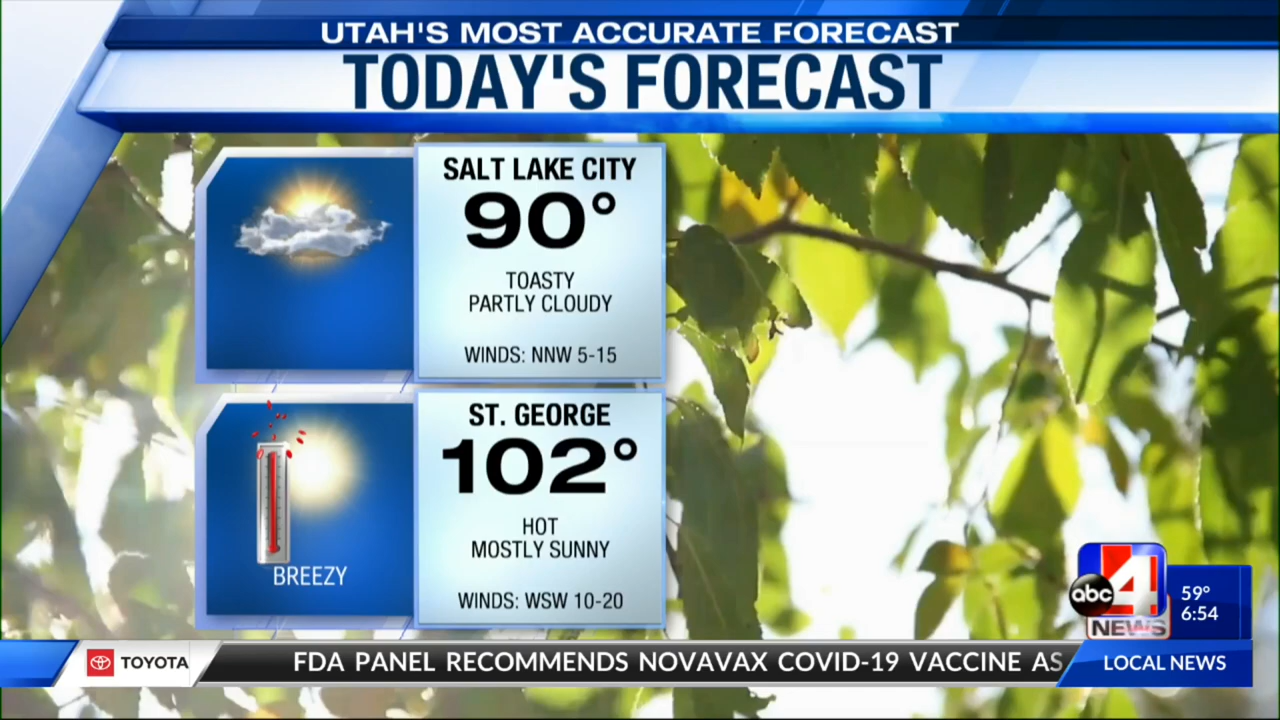 UTAH'S MOST ACCURATE FORECAST
TODAY'S FORECAST
SALT LAKE CITY
90°
TOASTY
PARTLY CLOUDY
WINDS: NNW 5-15
BREEZY
ST. GEORGE
102°
HOT
MOSTLY SUNNY
WINDS: WSW 10-20
abc
4
NEWS
59°
6:54
TOYOTA
FDA PANEL RECOMMENDS NOVAVAX COVID-19 VACCINE AS
LOCAL NEWS